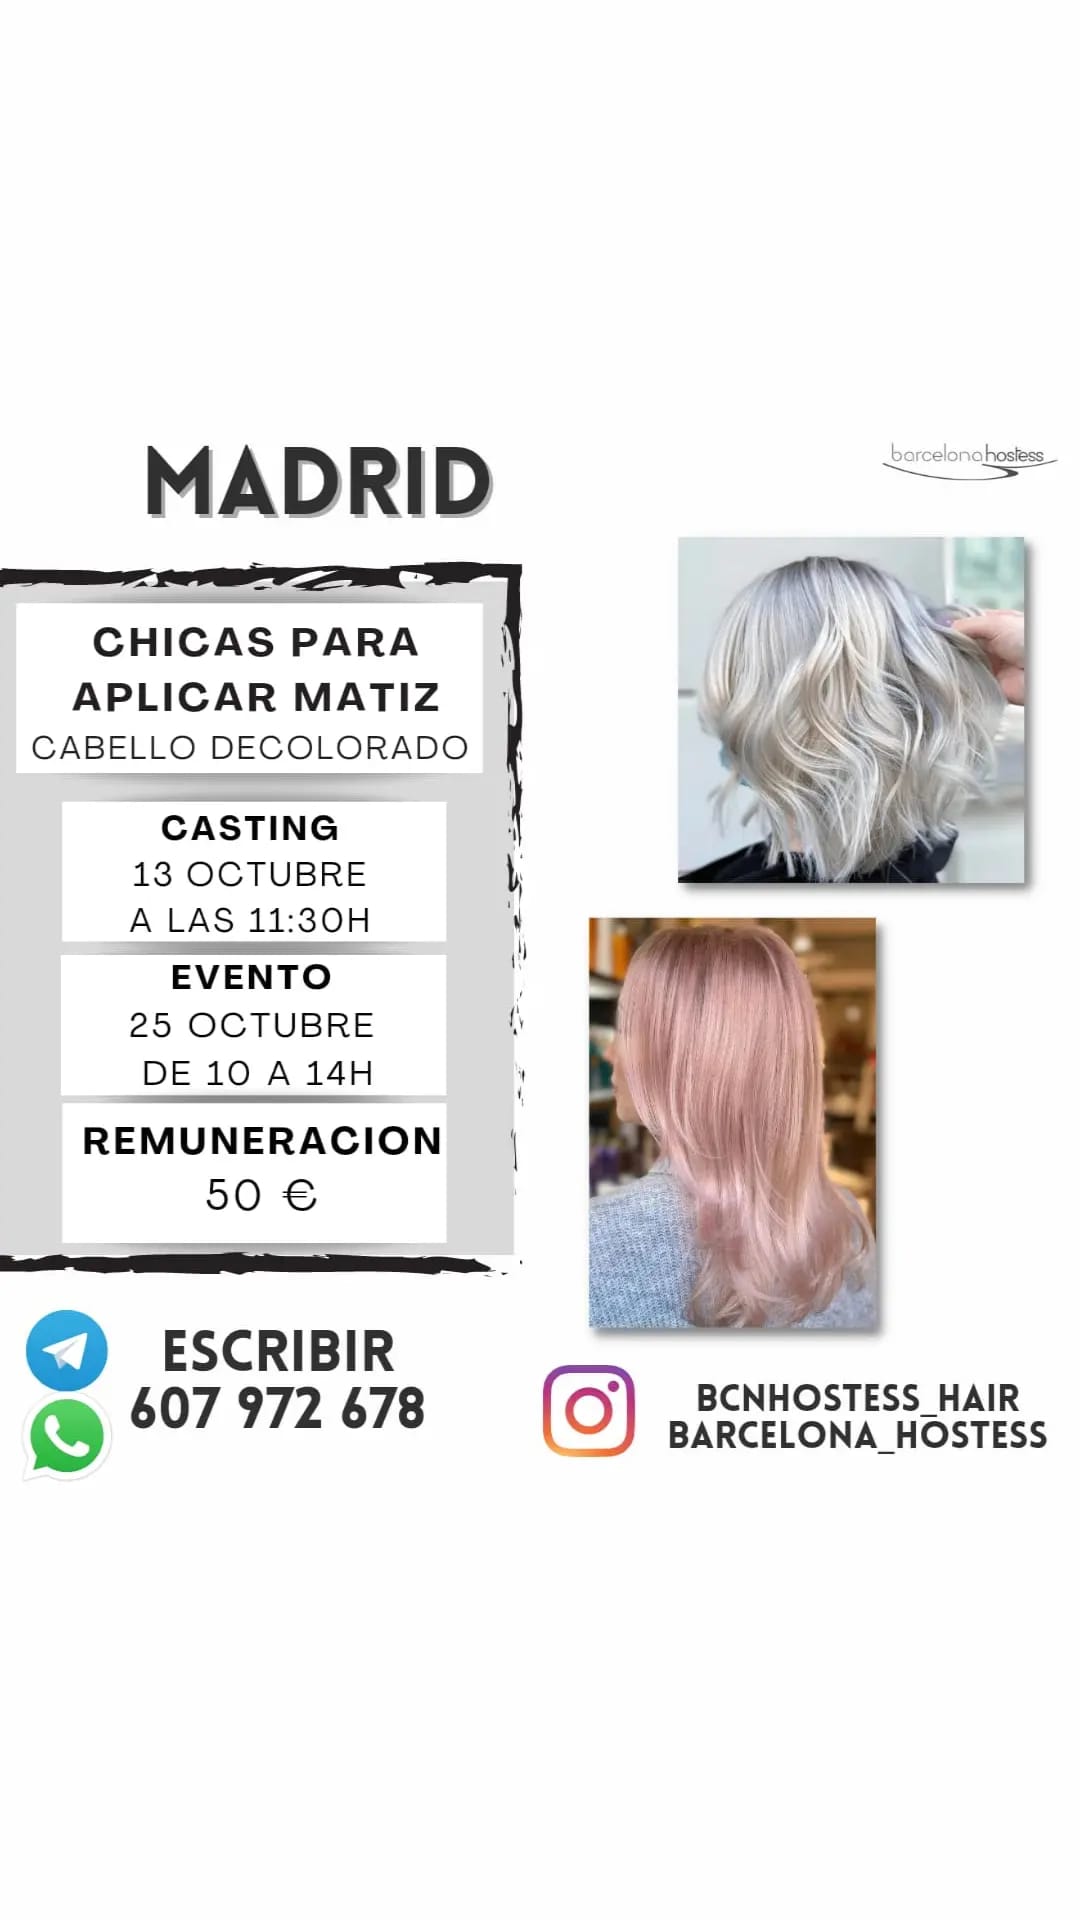 MADRID
barcelonahostess
CHICAS PARA
APLICAR MATIZ
CABELLO DECOLORADO
CASTING
13 OCTUBRE
A LAS 11:30H
EVENTO
25 OCTUBRE
DE 10 A 14H
REMUNERACION
50 €
ESCRIBIR
607 972 678
BCNHOSTESS_HAIR
BARCELONA_HOSTESS